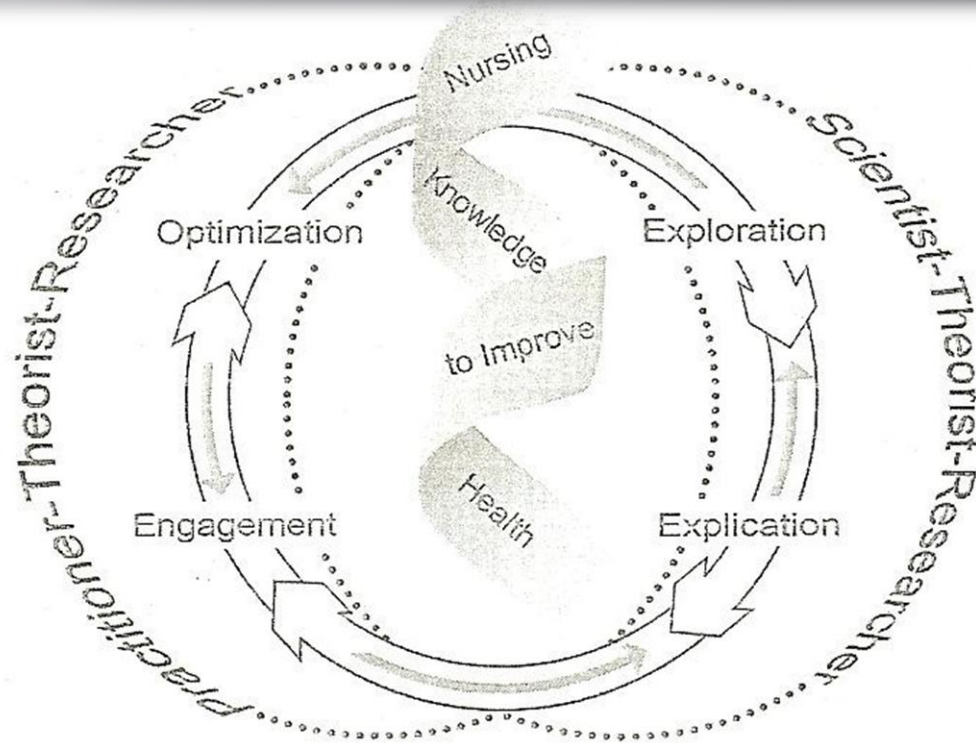 Nursing
Knowledge
to Improve
Health
Optimization
Exploration
Engagement
Explication
Practitioner-Theorist-Researcher
Scientist-Theorist-Researcher